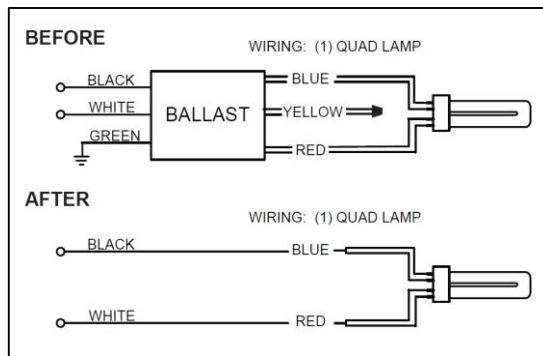 BEFORE
WIRING: (1) QUAD LAMP
BLACK
BLUE
WHITE
BALLAST
YELLOW
GREEN
RED
AFTER
WIRING: (1) QUAD LAMP
BLACK
BLUE
WHITE
RED